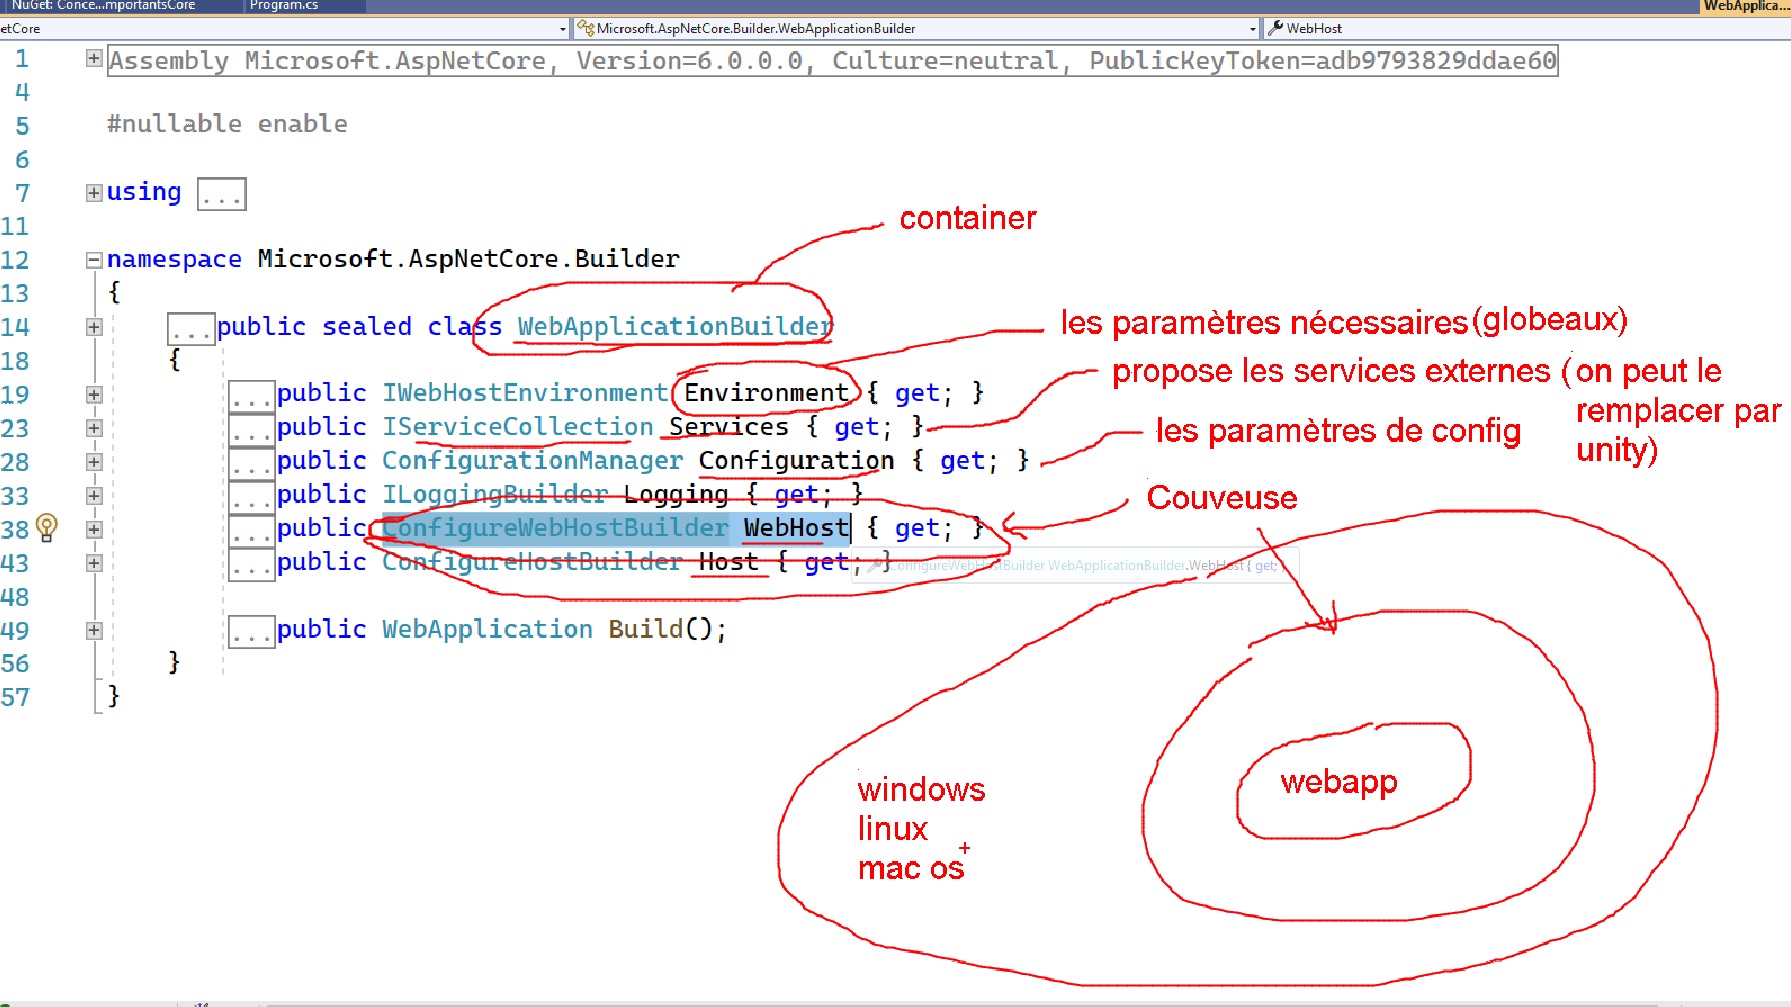 NuGet: Conce...mportantsCore Program.cs WebApplica...
etCore Microsoft.AspNetCore.Builder.WebApplicationBuilder WebHost
1 Assembly Microsoft.AspNetCore, Version=6.0.0.0, Culture=neutral, PublicKeyToken=adb9793829ddae60
4
5 #nullable enable
6
7 using ...
11
container
12 namespace Microsoft.AspNetCore.Builder
13 {
14 ... public sealed class WebApplicationBuilder
les paramètres nécessaires (globeaux)
18 {
19 ... public IWebHostEnvironment Environment { get; }
propose les services externes (on peut le
remplacer par
unity)
23 ... public IServiceCollection Services { get; }
les paramètres de config
28 ... public ConfigurationManager Configuration { get; }
33 ... public ILoggingBuilder Logging { get; }
Couveuse
38 ... public ConfigureWebHostBuilder WebHost { get; }
43 ... public ConfigureHostBuilder Host { get; }
ConfigureWebHostBuilder WebApplicationBuilder.WebHost { get;
48
49 ... public WebApplication Build();
56 }
57 }
windows
linux
mac os
webapp